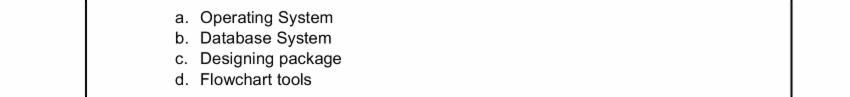 a. Operating System
b. Database System
c. Designing package
d. Flowchart tools